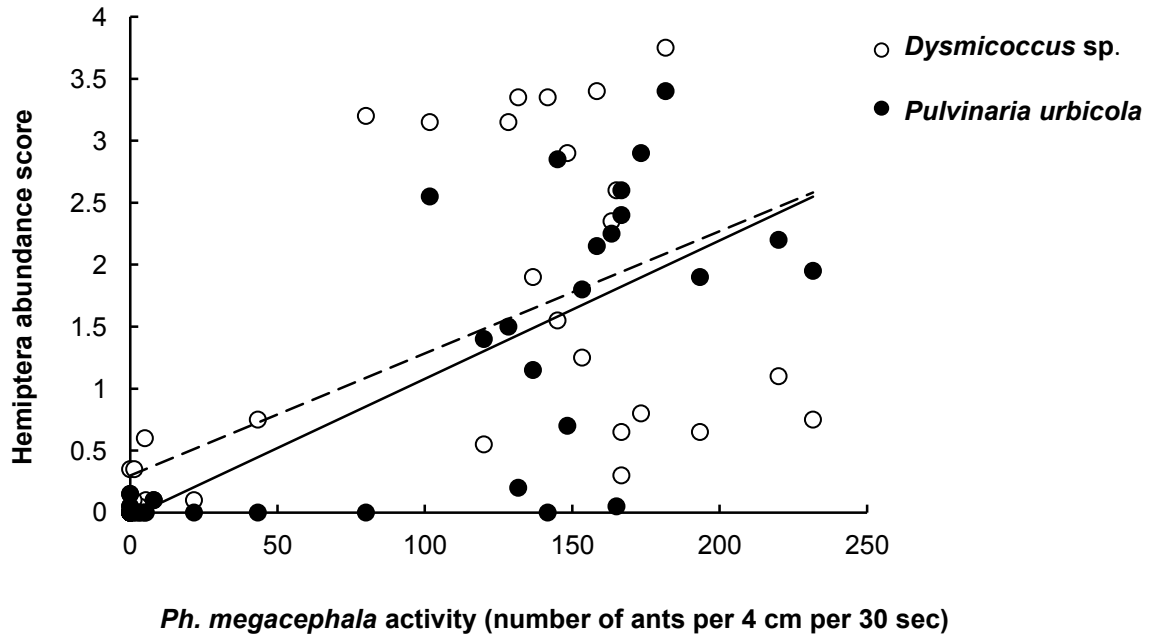 4
3.5
3
2.5
2
1.5
1
0.5
0
Hemiptera abundance score
Dysmicoccus sp.
Pulvinaria urbicola
0 50 100 150 200 250
Ph. megacephala activity (number of ants per 4 cm per 30 sec)